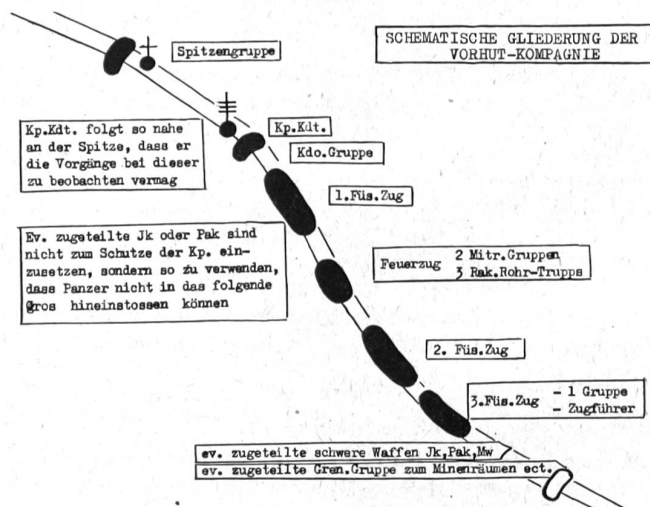 SCHEMATISCHE GLIEDERUNG DER
VORHUT-KOMPAGNIE
Spitzengruppe
Kp.Kdt.
Kdo.Gruppe
Kp.Kdt. folgt so nahe
an der Spitze, dass er
die Vorgänge bei dieser
zu beobachten vermag
1.Füs.Zug
Ev. zugeteilte Jk oder Pak sind
nicht zum Schutze der Kp. ein-
zusetzen, sondern so zu verwenden,
dass Panzer nicht in das folgende
gros hineinstossen können
Feuerzug 2 Mitr.Gruppen
3 Rak.Rohr-Trupps
2. Füs.Zug
3.Füs.Zug - 1 Gruppe
- Zugführer
ev. zugeteilte schwere Waffen Jk,Pak,Mw
ev. zugeteilte Gren.Gruppe zum Minenräumen ect.